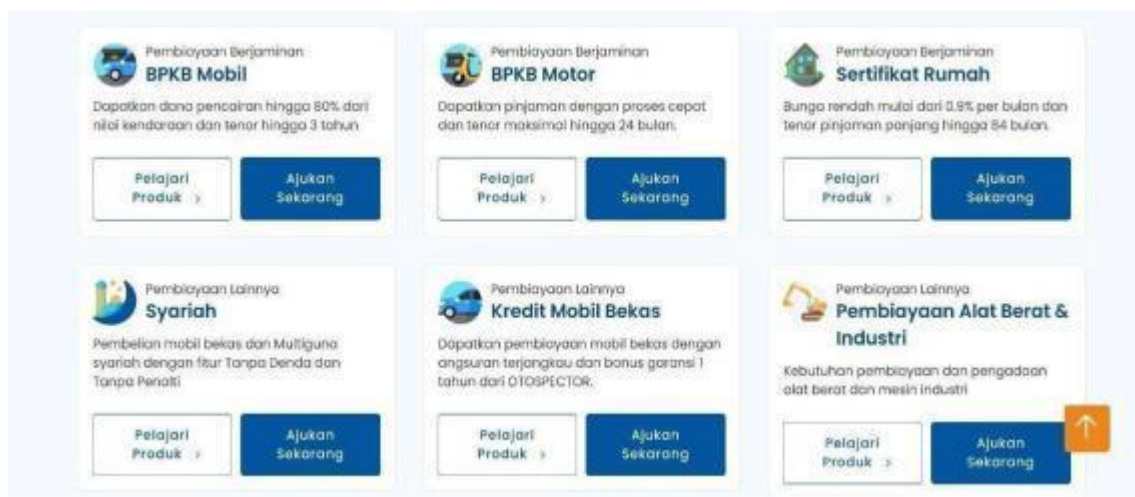 Pembiayaan Berjaminan
BPKB Mobil
Dapatkan dana pencairan hingga 80% dari
nilai kendaraan dan tenor hingga 3 tahun
Pelajari
Produk >
Ajukan
Sekarang
Pembiayaan Berjaminan
BPKB Motor
Dapatkan pinjaman dengan proses cepat
dan tenor maksimal hingga 24 bulan.
Pelajari
Produk >
Ajukan
Sekarang
Pembiayaan Berjaminan
Sertifikat Rumah
Bunga rendah mulai dari 0.9% per bulan dan
tenor pinjaman panjang hingga 84 bulan.
Pelajari
Produk >
Ajukan
Sekarang
Pembiayaan Lainnya
Syariah
Pembelian mobil bekas dan Multiguna
syariah dengan fitur Tanpa Denda dan
Tanpa Penalti
Pelajari
Produk >
Ajukan
Sekarang
Pembiayaan Lainnya
Kredit Mobil Bekas
Dapatkan pembiayaan mobil bekas dengan
angsuran terjangkau dan bonus garansi 1
tahun dari OTOSPECTOR.
Pelajari
Produk >
Ajukan
Sekarang
Pembiayaan Lainnya
Pembiayaan Alat Berat &
Industri
Kebutuhan pembiayaan dan pengadaan
alat berat dan mesin industri
Pelajari
Produk >
Ajukan
Sekarang